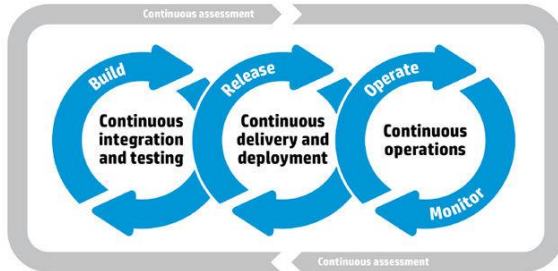 Continuous assessment
Build
Release
Operate
Continuous
integration
and testing
Continuous
delivery and
deployment
Continuous
operations
Monitor
Continuous assessment